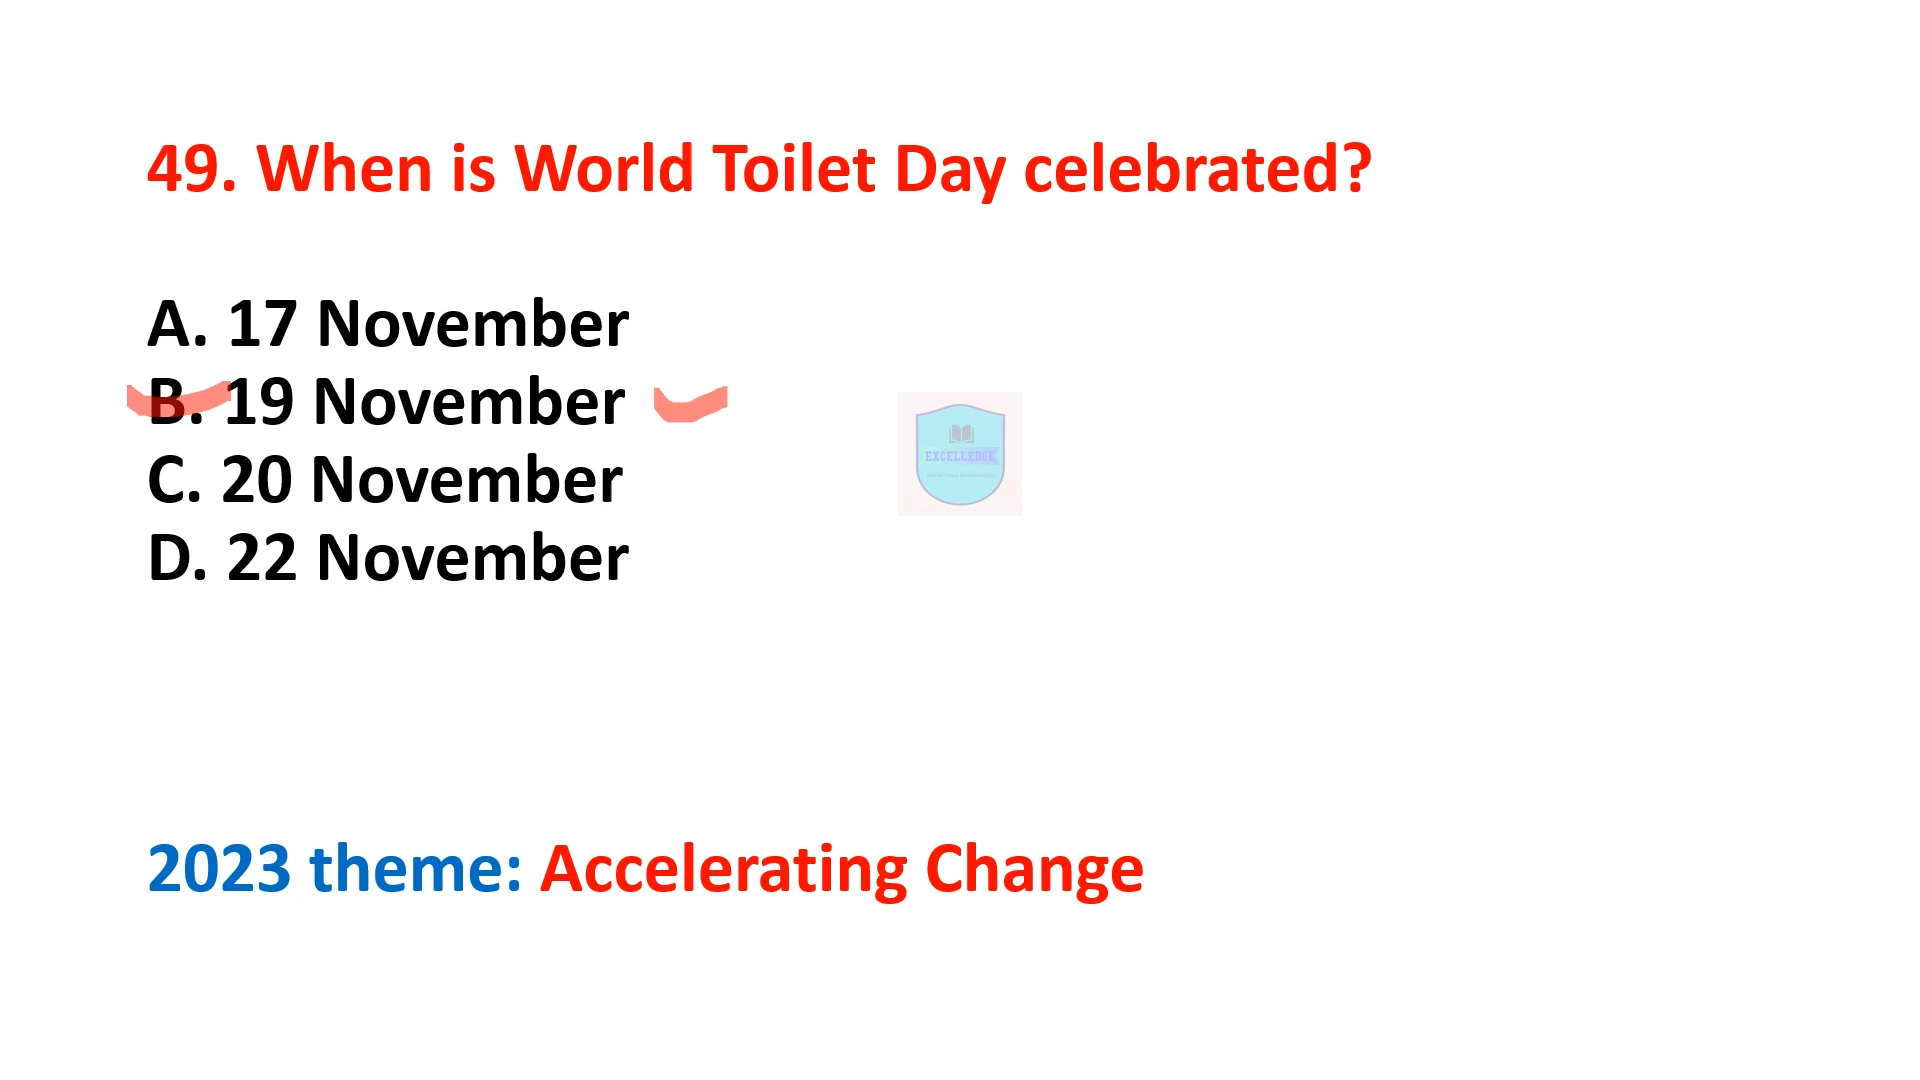 49. When is World Toilet Day celebrated?
A. 17 November
B. 19 November
C. 20 November
D. 22 November
EXCELLEDGE
2023 theme: Accelerating Change